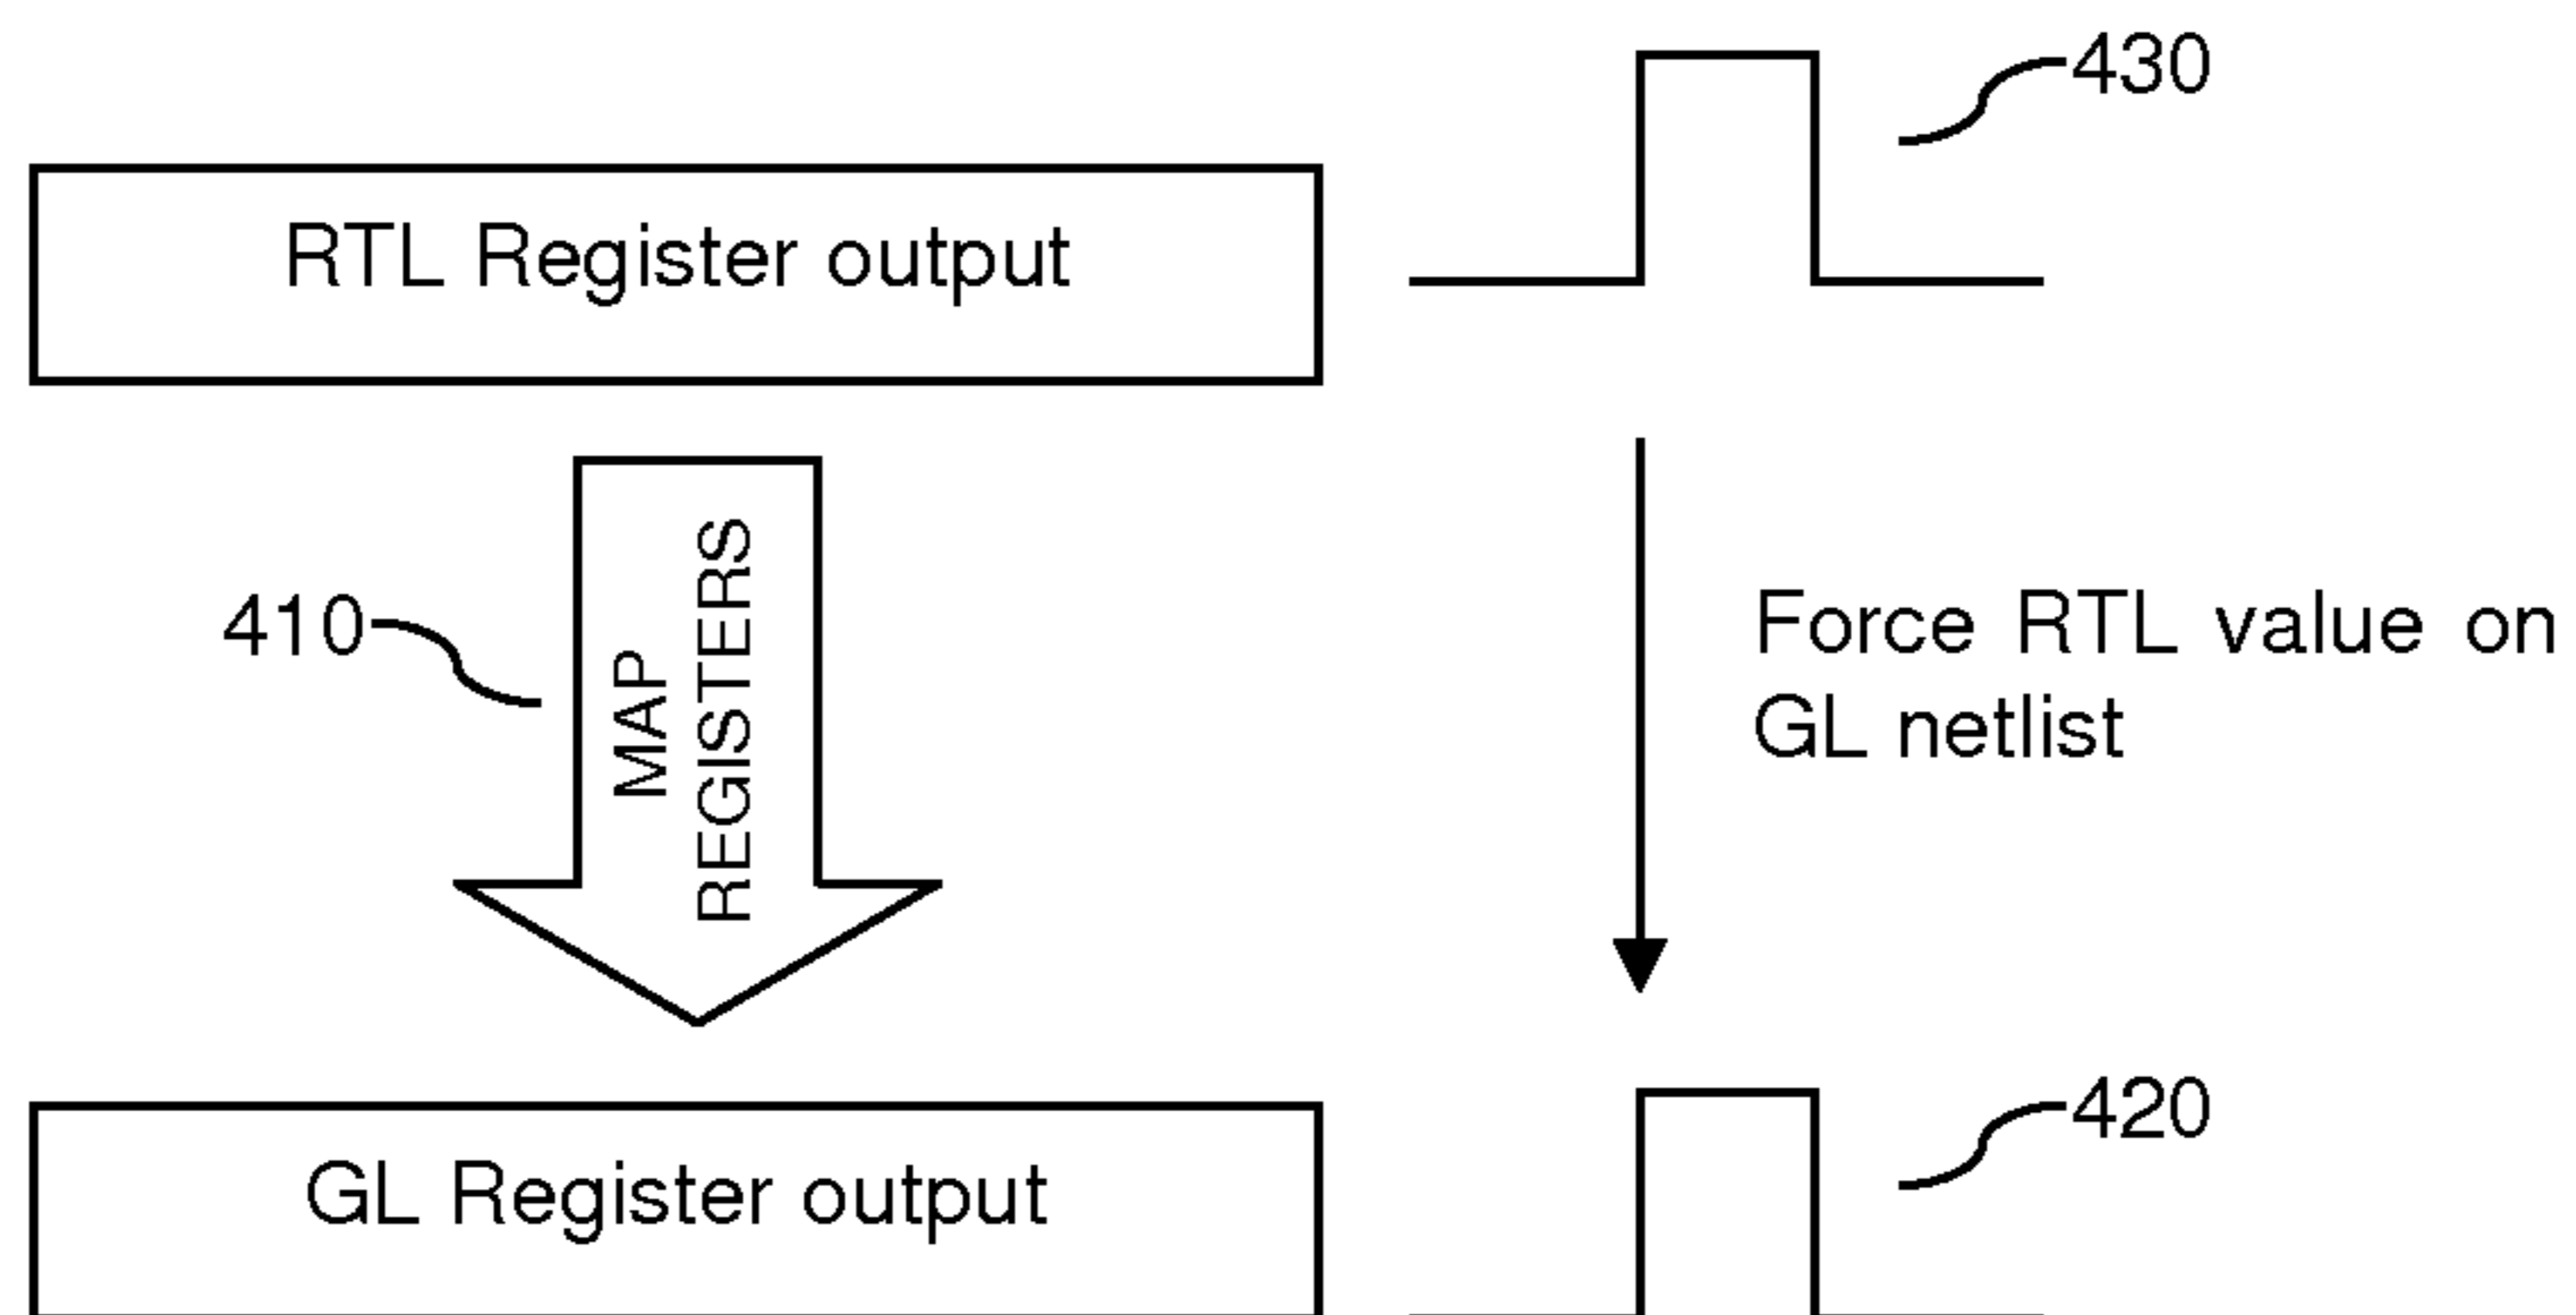 430
RTL Register output
410
MAP
REGISTERS
Force RTL value on
GL netlist
420
GL Register output